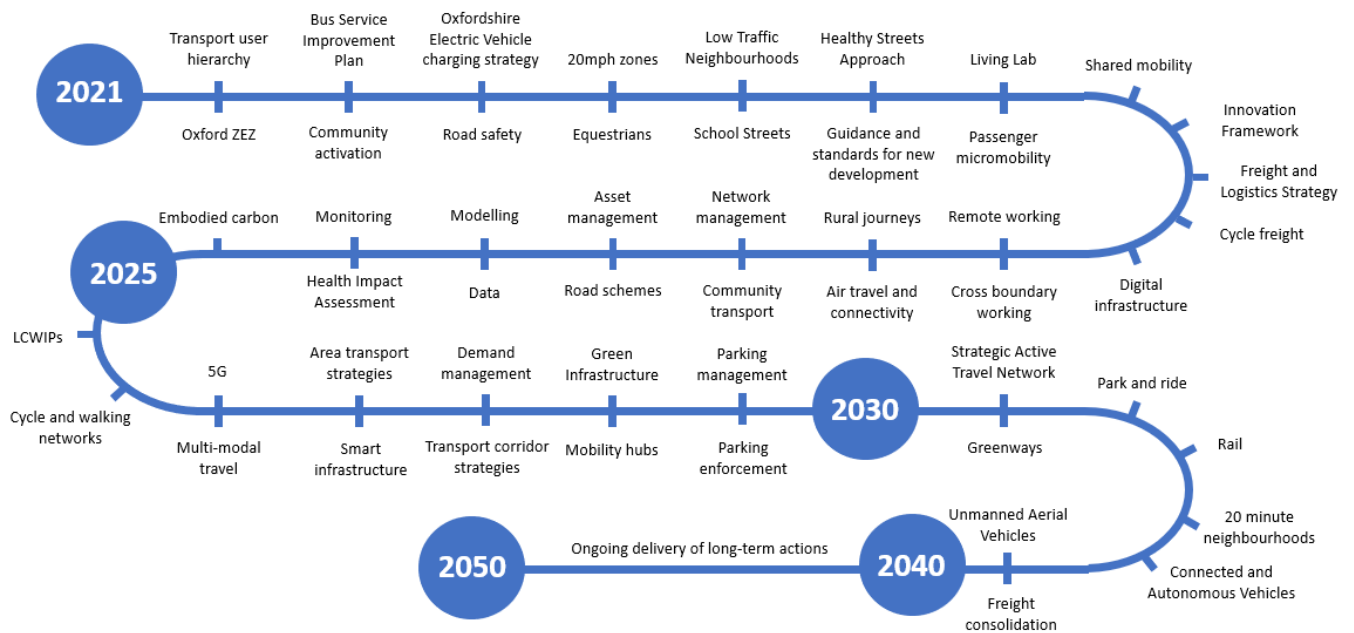 2021
Transport user
hierarchy
Oxford ZEZ
Bus Service
Improvement
Plan
Community
activation
Oxfordshire
Electric Vehicle
charging strategy
Road safety
20mph zones
Equestrians
Low Traffic
Neighbourhoods
School Streets
Healthy Streets
Approach
Guidance and
standards for new
development
Living Lab
Passenger
micromobility
Shared mobility
Innovation
Framework
Freight and
Logistics Strategy
Cycle freight
Digital
infrastructure
Remote working
Cross boundary
working
Rural journeys
Air travel and
connectivity
Network
management
Community
transport
Asset
management
Road schemes
Modelling
Data
Monitoring
Health Impact
Assessment
Embodied carbon
2025
LCWIPs
Cycle and walking
networks
5G
Multi-modal
travel
Area transport
strategies
Smart
infrastructure
Demand
management
Transport corridor
strategies
Green
Infrastructure
Mobility hubs
Parking
management
Parking
enforcement
2030
Strategic Active
Travel Network
Greenways
Park and ride
Rail
20 minute
neighbourhoods
Connected and
Autonomous Vehicles
Unmanned Aerial
Vehicles
Freight
consolidation
2040
Ongoing delivery of long-term actions
2050